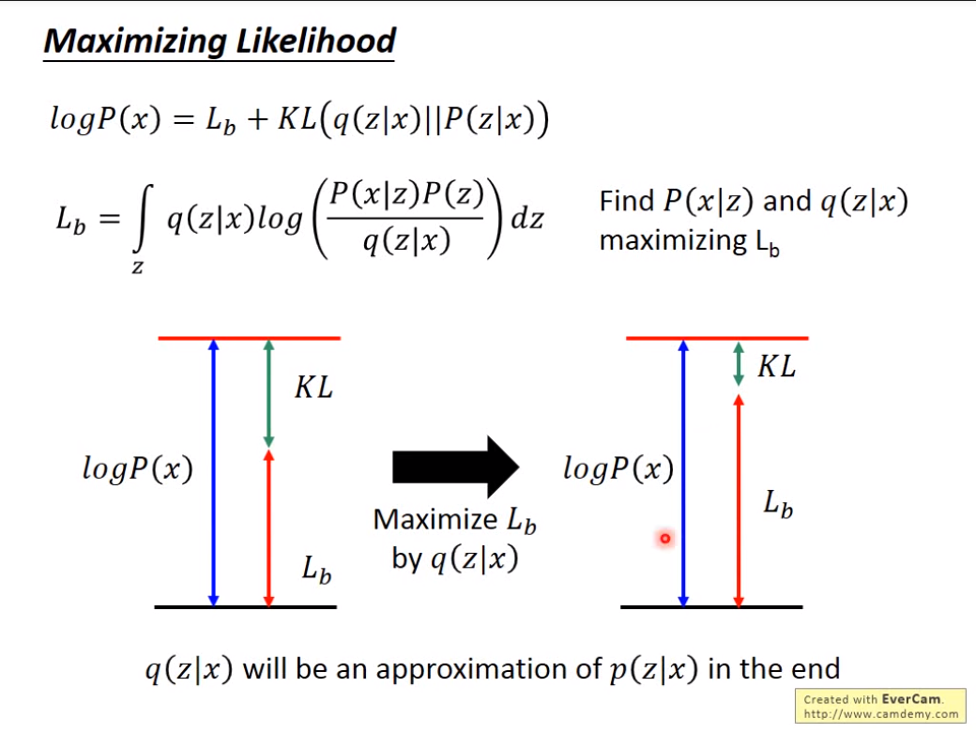 Maximizing Likelihood
logP(x) = L_b + KL(q(z|x)||P(z|x))
L_b = ∫_z q(z|x)log(P(x|z)P(z)/q(z|x))dz
Find P(x|z) and q(z|x)
maximizing L_b
KL
logP(x)
L_b
Maximize L_b
by q(z|x)
KL
logP(x)
L_b
q(z|x) will be an approximation of p(z|x) in the end
Created with EverCam.
http://www.camdemy.com